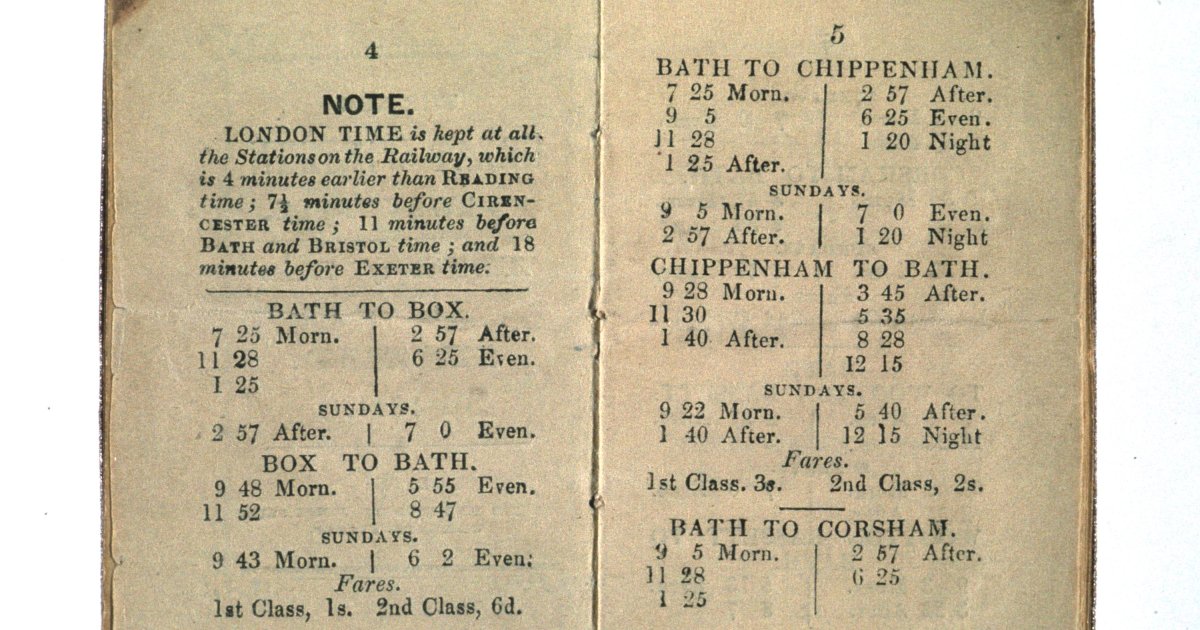 4
NOTE.
LONDON TIME is kept at all
the Stations on the Railway, which
is 4 minutes earlier than READING
time; 7½ minutes before CIREN-
CESTER time; 11 minutes before
BATH and BRISTOL time; and 18
minutes before EXETER time.
BATH TO BOX.
7 25 Morn. | 2 57 After.
11 28 | 6 25 Even.
1 25
SUNDAYS.
2 57 After. | 7 0 Even.
BOX TO BATH.
9 48 Morn. | 5 55 Even.
11 52 | 8 47
SUNDAYS.
9 43 Morn. | 6 2 Even.
Fares.
1st Class, 1s. 2nd Class, 6d.
5
BATH TO CHIPPENHAM.
7 25 Morn. | 2 57 After.
9 5 | 6 25 Even.
11 28 | 1 20 Night
1 25 After.
SUNDAYS.
9 5 Morn. | 7 0 Even.
2 57 After. | 1 20 Night
CHIPPENHAM TO BATH.
9 28 Morn. | 3 45 After.
11 30 | 5 35
1 40 After. | 8 28
12 15
SUNDAYS.
9 22 Morn. | 5 40 After.
1 40 After. | 12 15 Night
Fares.
1st Class. 3s. 2nd Class, 2s.
BATH TO CORSHAM.
9 5 Morn. | 2 57 After.
11 28 | 6 25
1 25